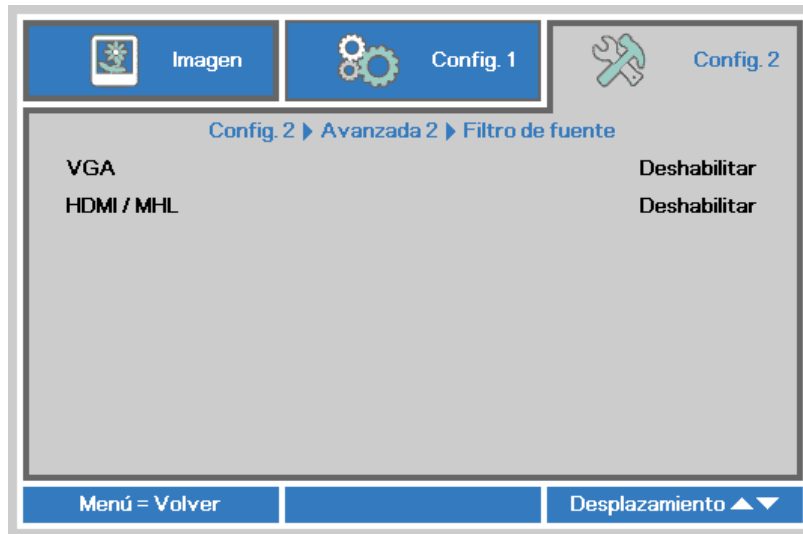 Imagen
Config. 1
Config. 2
Config. 2 ▶ Avanzada 2 ▶ Filtro de fuente
VGA Deshabilitar
HDMI / MHL Deshabilitar
Menú = Volver
Desplazamiento ▲▼